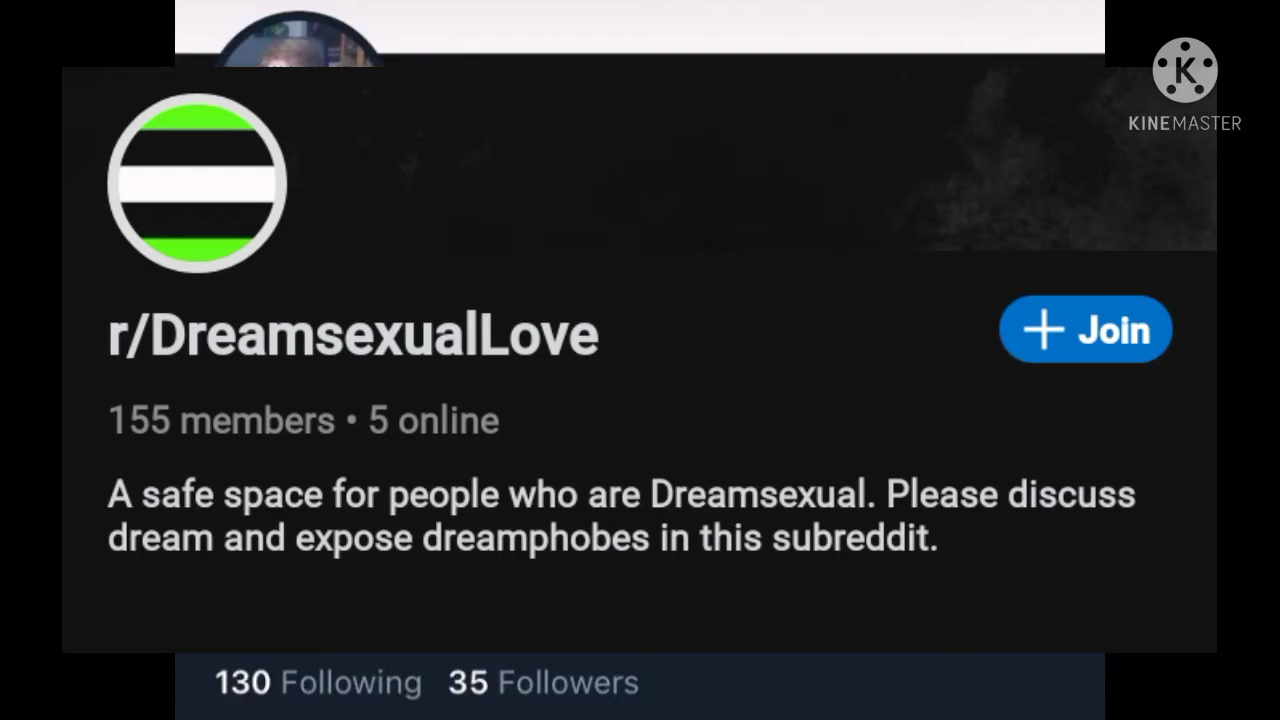 K
KINEMASTER
r/DreamsexualLove
+ Join
155 members • 5 online
A safe space for people who are Dreamsexual. Please discuss
dream and expose dreamphobes in this subreddit.
130 Following 35 Followers